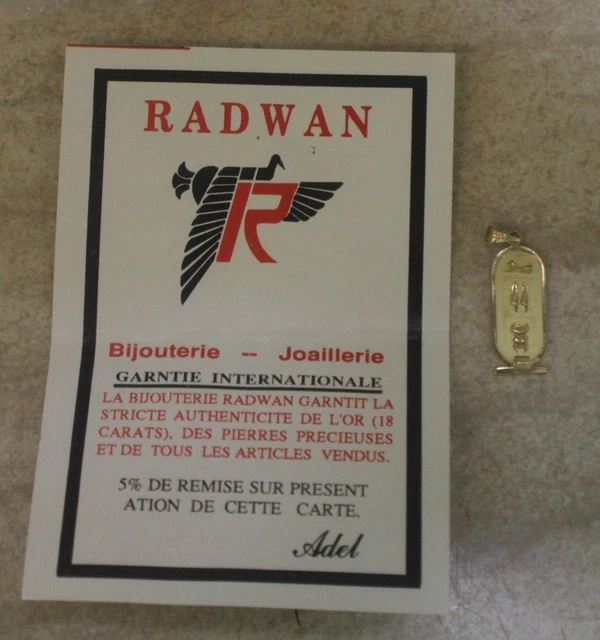 RADWAN
R
Bijouterie -- Joaillerie
GARNTIE INTERNATIONALE
LA BIJOUTERIE RADWAN GARNTIT LA
STRICTE AUTHENTICITE DE L'OR (18
CARATS), DES PIERRES PRECIEUSES
ET DE TOUS LES ARTICLES VENDUS.
5% DE REMISE SUR PRESENT
ATION DE CETTE CARTE.
Adel